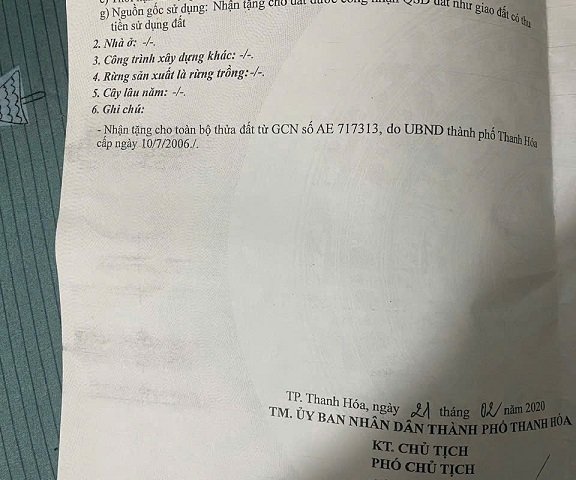 g) Nguồn gốc sử dụng: Nhận tặng cho đất được công nhận QSD đất như giao đất có thu
tiền sử dụng đất
2. Nhà ở: -/-.
3. Công trình xây dựng khác: -/-.
4. Rừng sản xuất là rừng trồng:-/-.
5. Cây lâu năm: -/-.
6. Ghi chú:
- Nhận tặng cho toàn bộ thửa đất từ GCN số AE 717313, do UBND thành phố Thanh Hóa
cấp ngày 10/7/2006./.
TP. Thanh Hóa, ngày 21 tháng 02/ năm 2020
TM. ỦY BAN NHÂN DÂN THÀNH PHỐ THANH HÓA
KT. CHỦ TỊCH
PHÓ CHỦ TỊCH